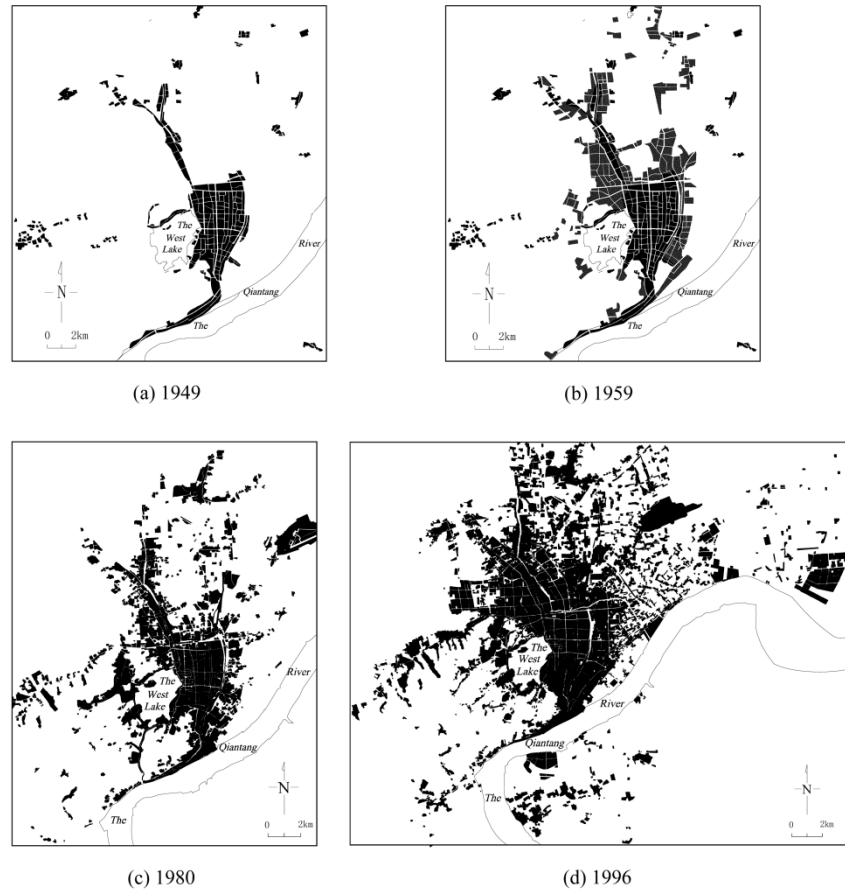 The
West
Lake
River
Qiantang
The
N
0 2km
(a) 1949
The
West
Lake
River
Qiantang
The
N
0 2km
(b) 1959
The
West
Lake
River
Qiantang
The
N
0 2km
(c) 1980
The
West
Lake
River
Qiantang
The
N
0 2km
(d) 1996